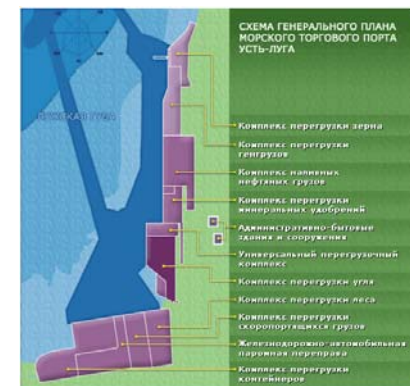 СХЕМА ГЕНЕРАЛЬНОГО ПЛАНА
МОРСКОГО ТОРГОВОГО ПОРТА
УСТЬ-ЛУГА
ЛУЖСКАЯ ГУБА
Комплекс перегрузки зерна
Комплекс перегрузки
генгрузов
Комплекс наливных
нефтяных грузов
Комплекс перегрузки
минеральных удобрений
Административно-бытовые
здания и сооружения
Универсальный перегрузочный
комплекс
Комплекс перегрузки угля
Комплекс перегрузки леса
Комплекс перегрузки
скоропортящихся грузов
Железнодорожно-автомобильная
паромная переправа
Комплекс перегрузки
контейнеров